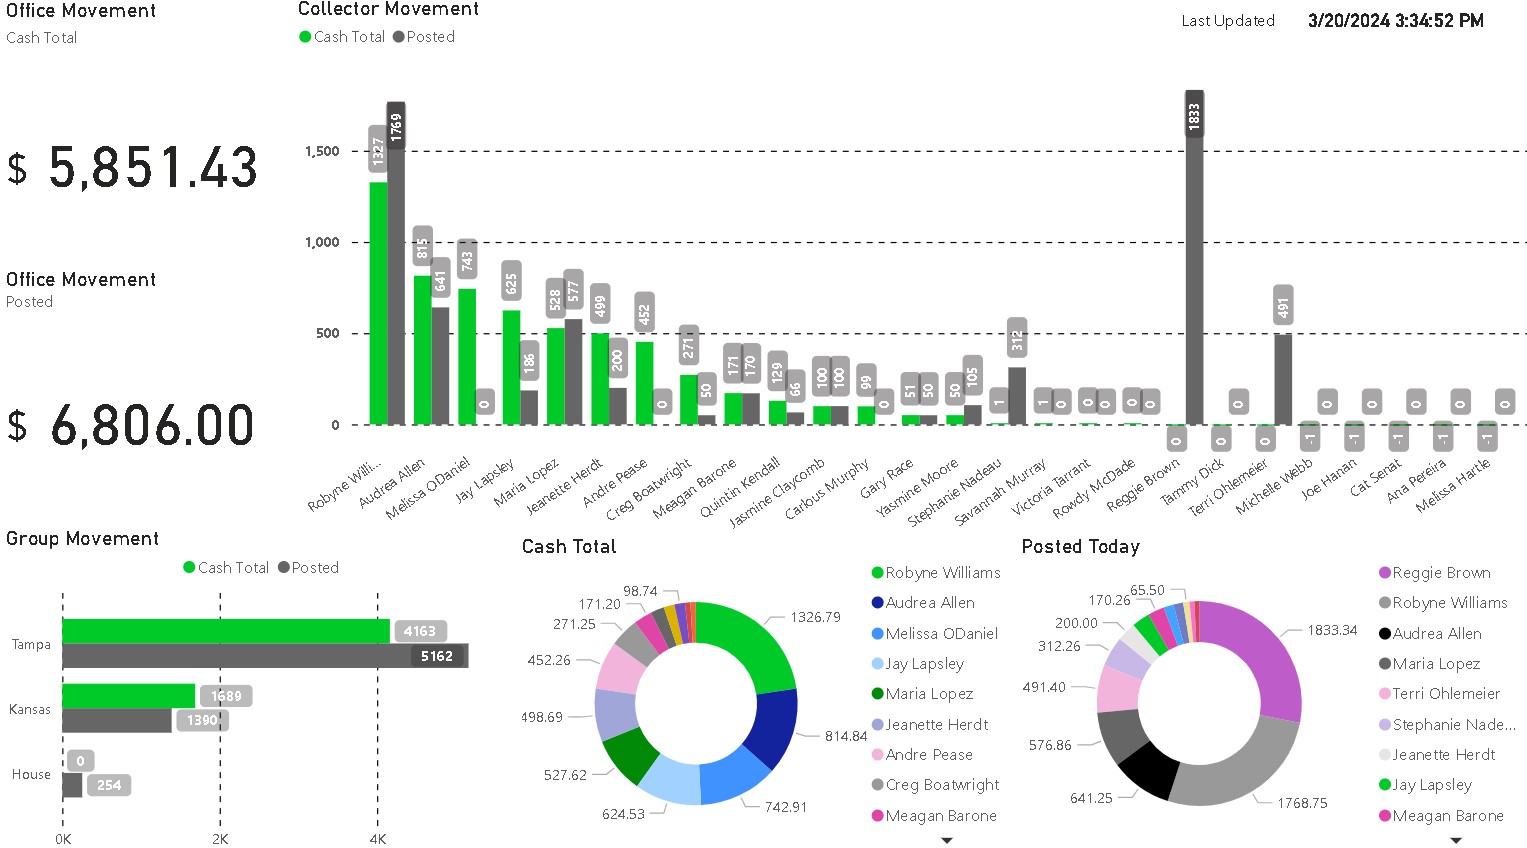 Office Movement
Cash Total
$ 5,851.43
Office Movement
Posted
$ 6,806.00
Collector Movement
Cash Total Posted
Last Updated 3/20/2024 3:34:52 PM
1,500
1,000
500
0
1327 1769
815 641
743 0
625 186
528 577
499 200
452 0
271 50
171 170
129 66
100 100
99 0
51 50
50 105
1 312
1 0
0 0
0 0
0 1833
0 0
0 491
-1 0
-1 0
-1 0
-1 0
-1 0
Robyne Willi...
Audrea Allen
Melissa ODaniel
Jay Lapsley
Maria Lopez
Jeanette Herdt
Andre Pease
Creg Boatwright
Meagan Barone
Quintin Kendall
Jasmine Claycomb
Carlous Murphy
Gary Race
Yasmine Moore
Stephanie Nadeau
Savannah Murray
Victoria Tarrant
Rowdy McDade
Reggie Brown
Tammy Dick
Terri Ohlemeier
Michelle Webb
Joe Hanan
Cat Senat
Ana Pereira
Melissa Hartle
Group Movement
Cash Total Posted
Tampa
4163
5162
Kansas
1689
1390
House
0
254
0K 2K 4K
Cash Total
98.74
171.20
271.25
452.26
498.69
527.62
624.53
742.91
814.84
1326.79
Robyne Williams
Audrea Allen
Melissa ODaniel
Jay Lapsley
Maria Lopez
Jeanette Herdt
Andre Pease
Creg Boatwright
Meagan Barone
Posted Today
65.50
170.26
200.00
312.26
491.40
576.86
641.25
1768.75
1833.34
Reggie Brown
Robyne Williams
Audrea Allen
Maria Lopez
Terri Ohlemeier
Stephanie Nade...
Jeanette Herdt
Jay Lapsley
Meagan Barone